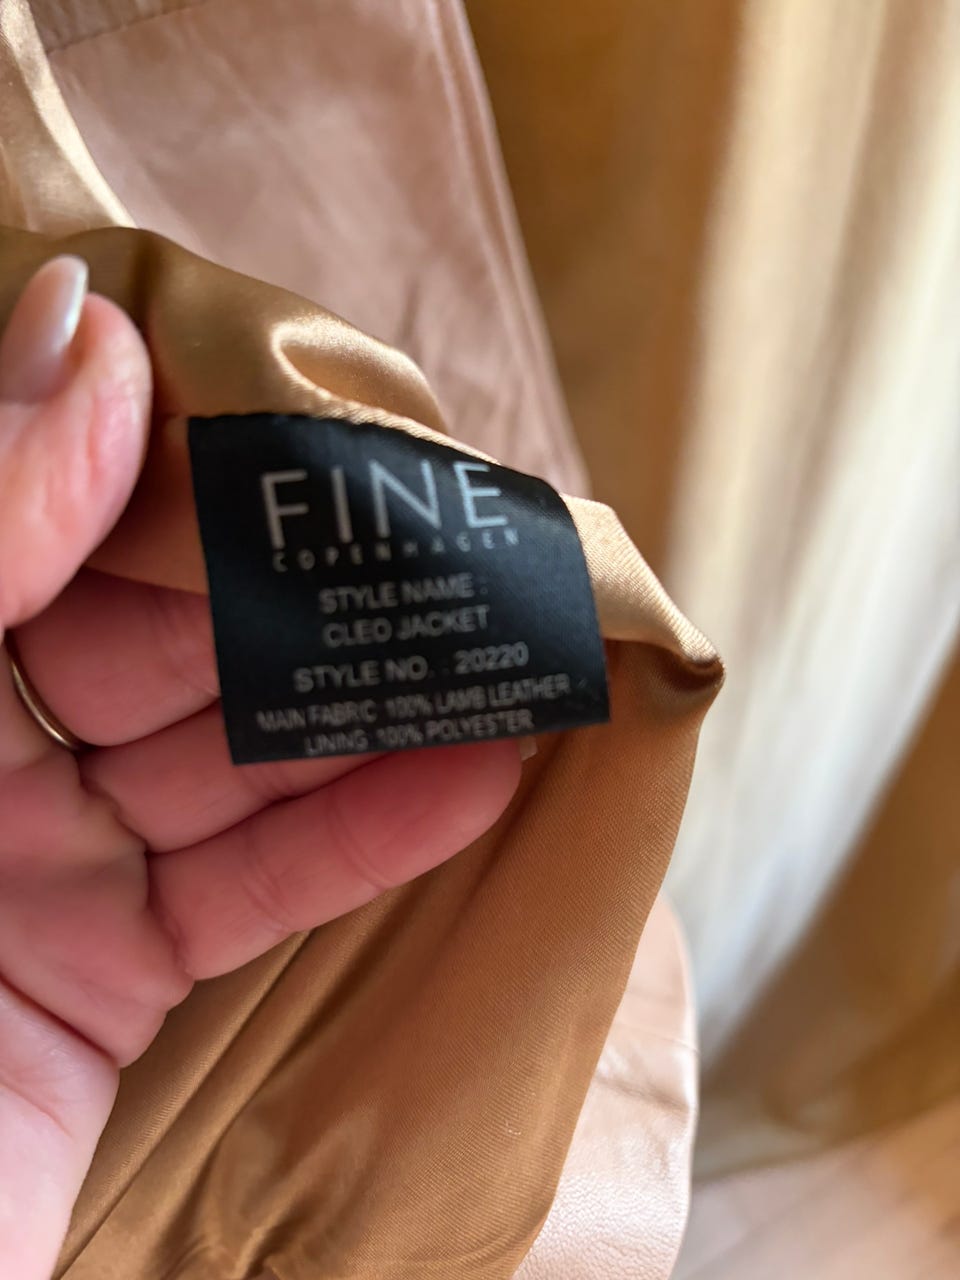 FINE
COPENHAGEN
STYLE NAME :
CLEO JACKET
STYLE NO. : 20220
MAIN FABRIC 100% LAMB LEATHER
LINING 100% POLYESTER